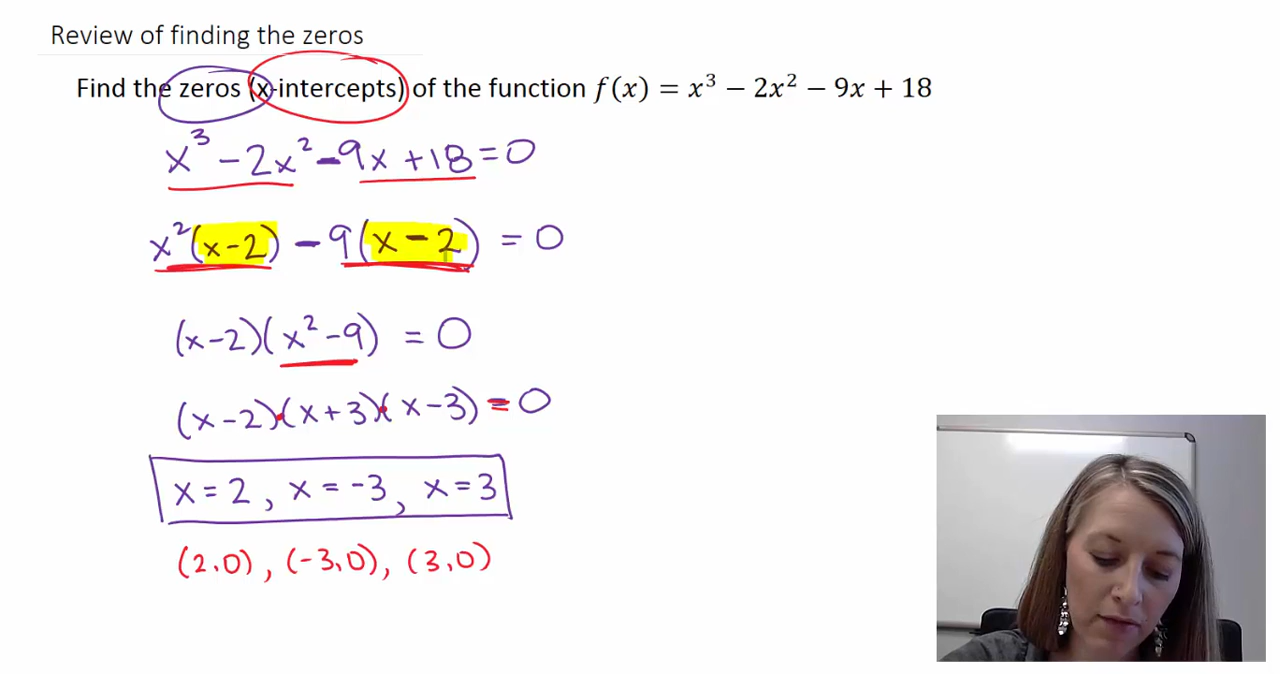 Review of finding the zeros
Find the zeros (x-intercepts) of the function f(x) = x³ − 2x² − 9x + 18
x³ - 2x² - 9x + 18 = 0
x²(x-2) - 9(x-2) = 0
(x-2)(x²-9) = 0
(x-2)·(x+3)·(x-3) = 0
x = 2, x = -3, x = 3
(2,0), (-3,0), (3,0)